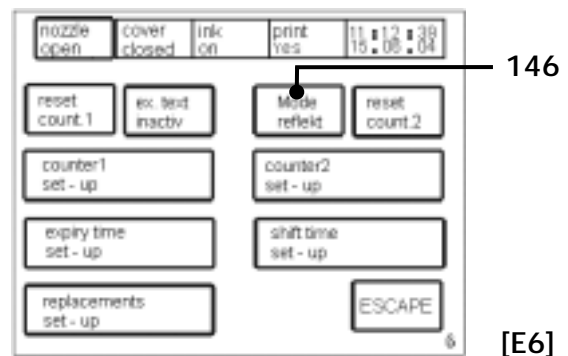 nozzle open cover closed ink on print yes 11:12:39 15.06.04
146
reset count.1 ex. text inactiv Mode reflekt reset count.2
counter1 set - up counter2 set - up
expiry time set - up shift time set - up
replacements set - up ESCAPE
6
[E6]